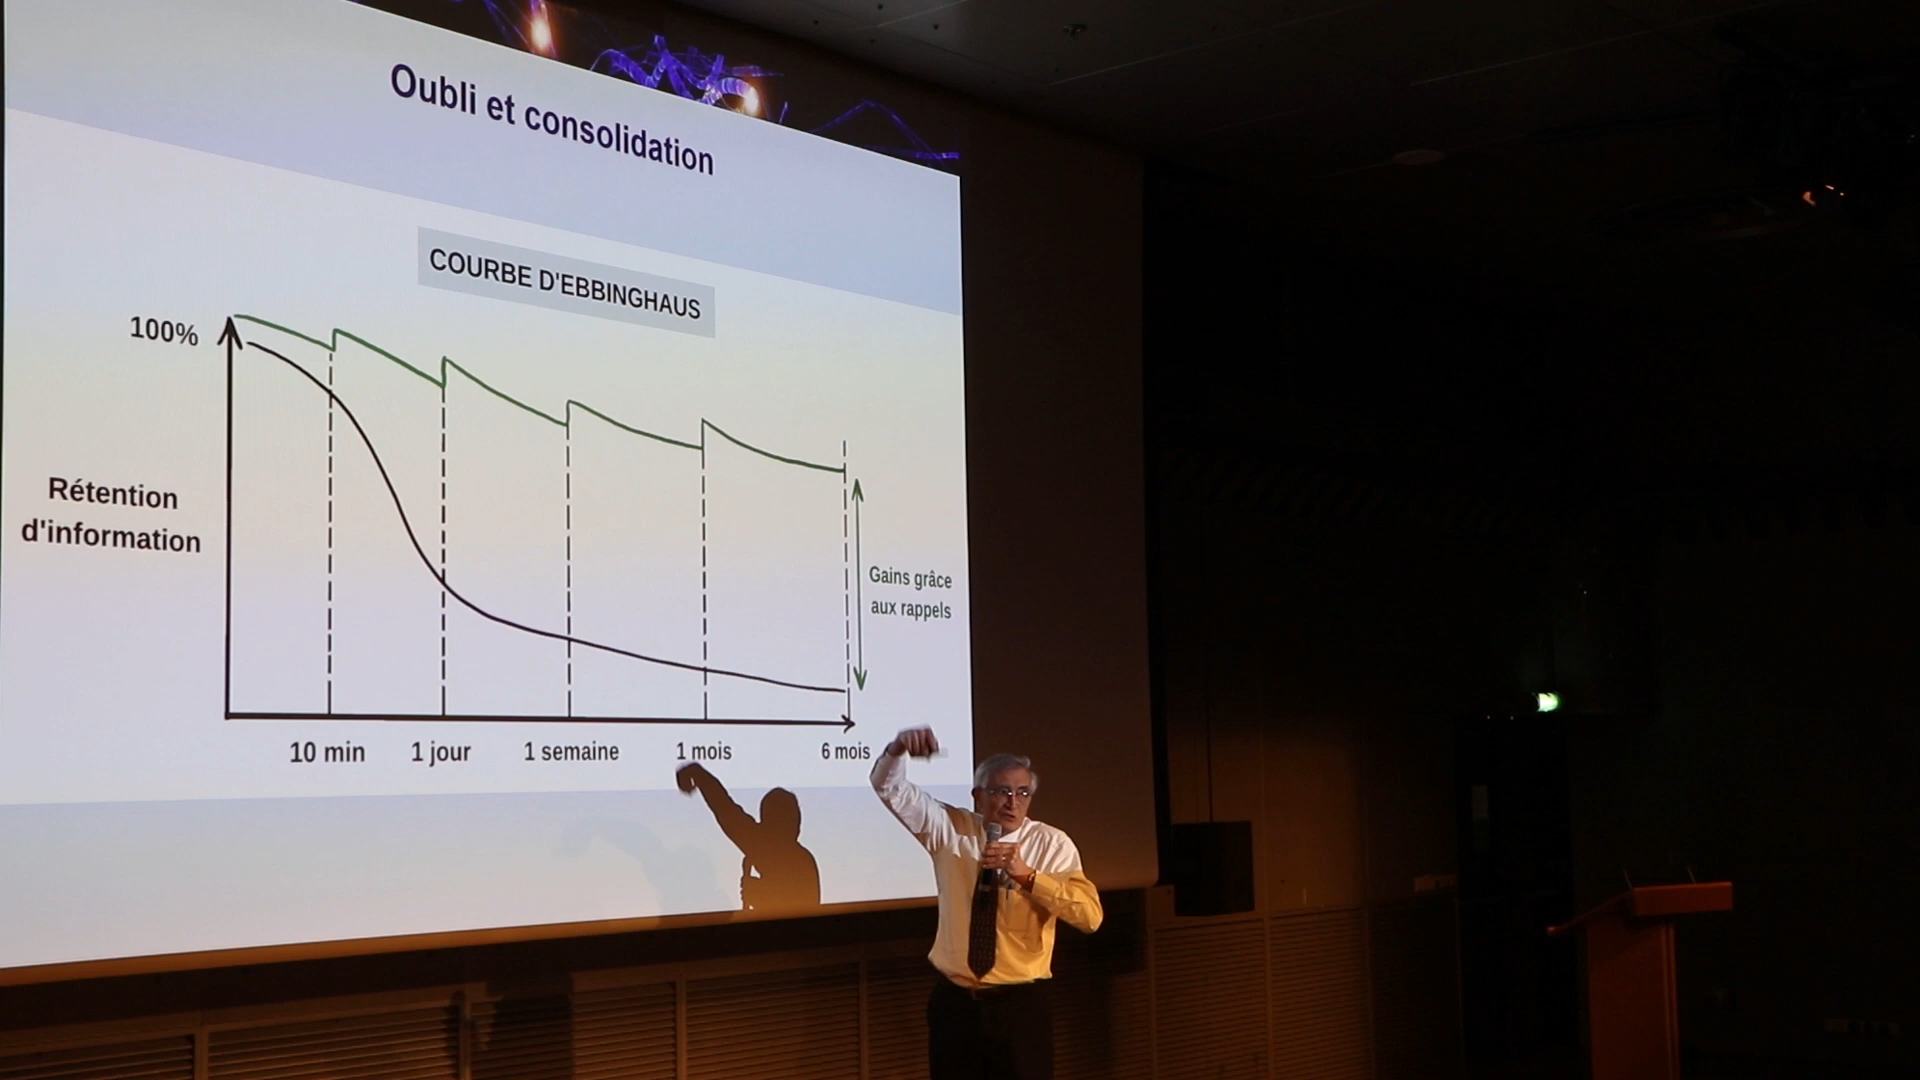 Oubli et consolidation
COURBE D'EBBINGHAUS
100%
Rétention
d'information
Gains grâce
aux rappels
10 min 1 jour 1 semaine 1 mois 6 mois